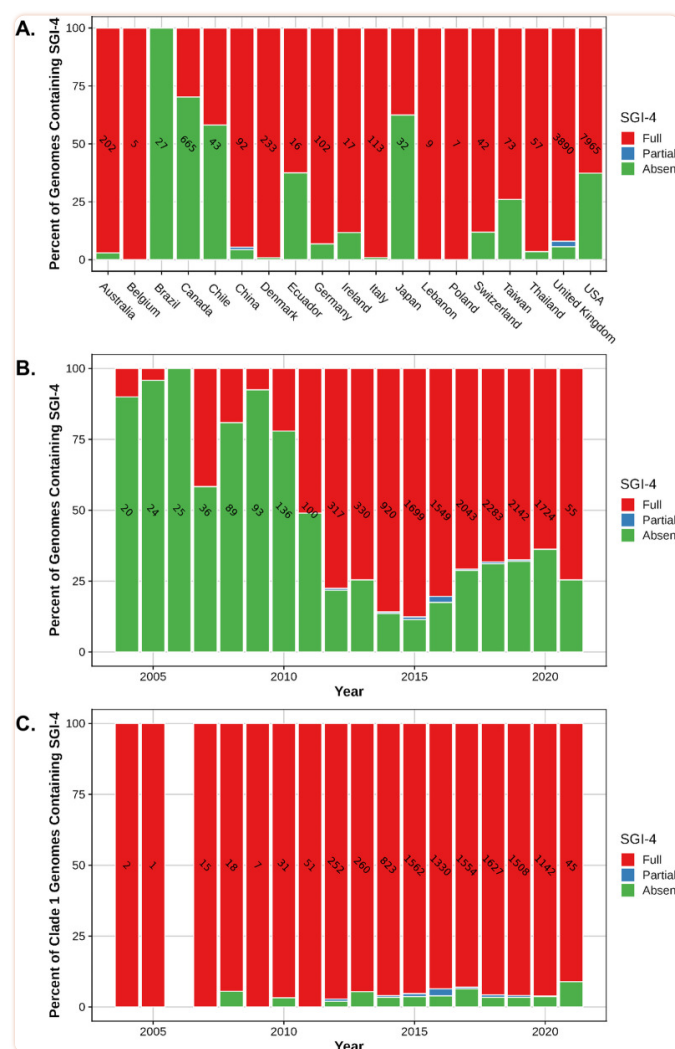 A.
Percent of Genomes Containing SGI-4
100
75
50
25
0
202 5 27 665 43 92 233 16 102 17 113 32 9 7 42 73 57 3890 7965
Australia Belgium Brazil Canada Chile China Denmark Ecuador Germany Ireland Italy Japan Lebanon Poland Switzerland Taiwan Thailand United Kingdom USA
SGI-4
Full
Partial
Absen
B.
Percent of Genomes Containing SGI-4
100
75
50
25
0
20 24 25 36 89 93 136 100 317 330 920 1699 1549 2043 2283 2142 1724 55
2005 2010 2015 2020
Year
SGI-4
Full
Partial
Absen
C.
Percent of Clade 1 Genomes Containing SGI-4
100
75
50
25
0
2 1 15 18 7 31 51 252 260 823 1562 1330 1554 1627 1508 1142 45
2005 2010 2015 2020
Year
SGI-4
Full
Partial
Absen